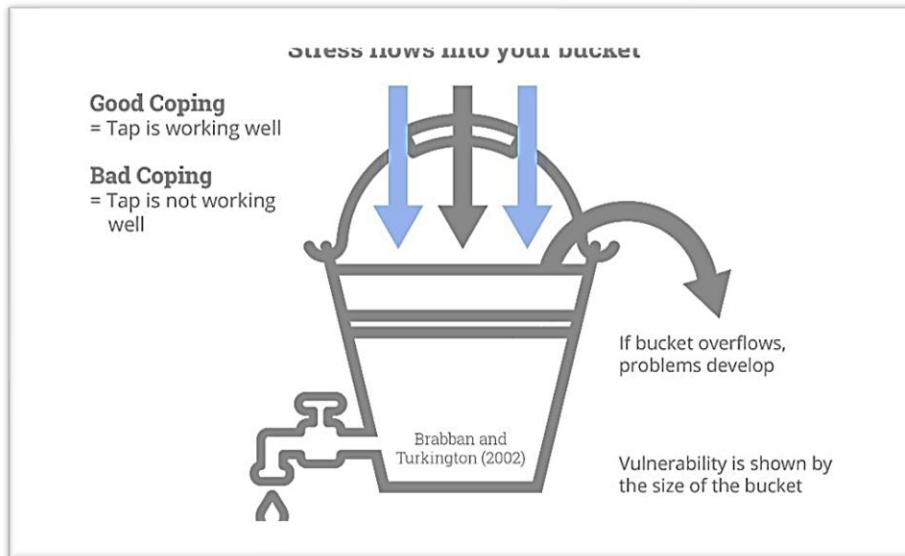 Stress flows into your bucket
Good Coping
= Tap is working well
Bad Coping
= Tap is not working
well
If bucket overflows,
problems develop
Brabban and
Turkington (2002)
Vulnerability is shown by
the size of the bucket